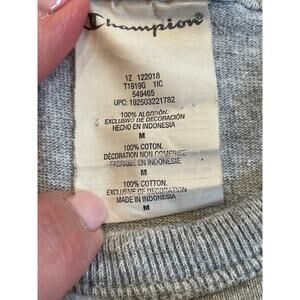 Champion
1Z 122018
T1919G 1IC
549465
UPC: 192503221782
100% ALGODÓN.
EXCLUSIVO DE DECORACIÓN
HECHO EN INDONESIA
M
100% COTON.
DÉCORATION NON COMPRISE
FABRIQUÉ EN INDONÉSIE
M
100% COTTON.
EXCLUSIVE OF DECORATION
MADE IN INDONESIA
M